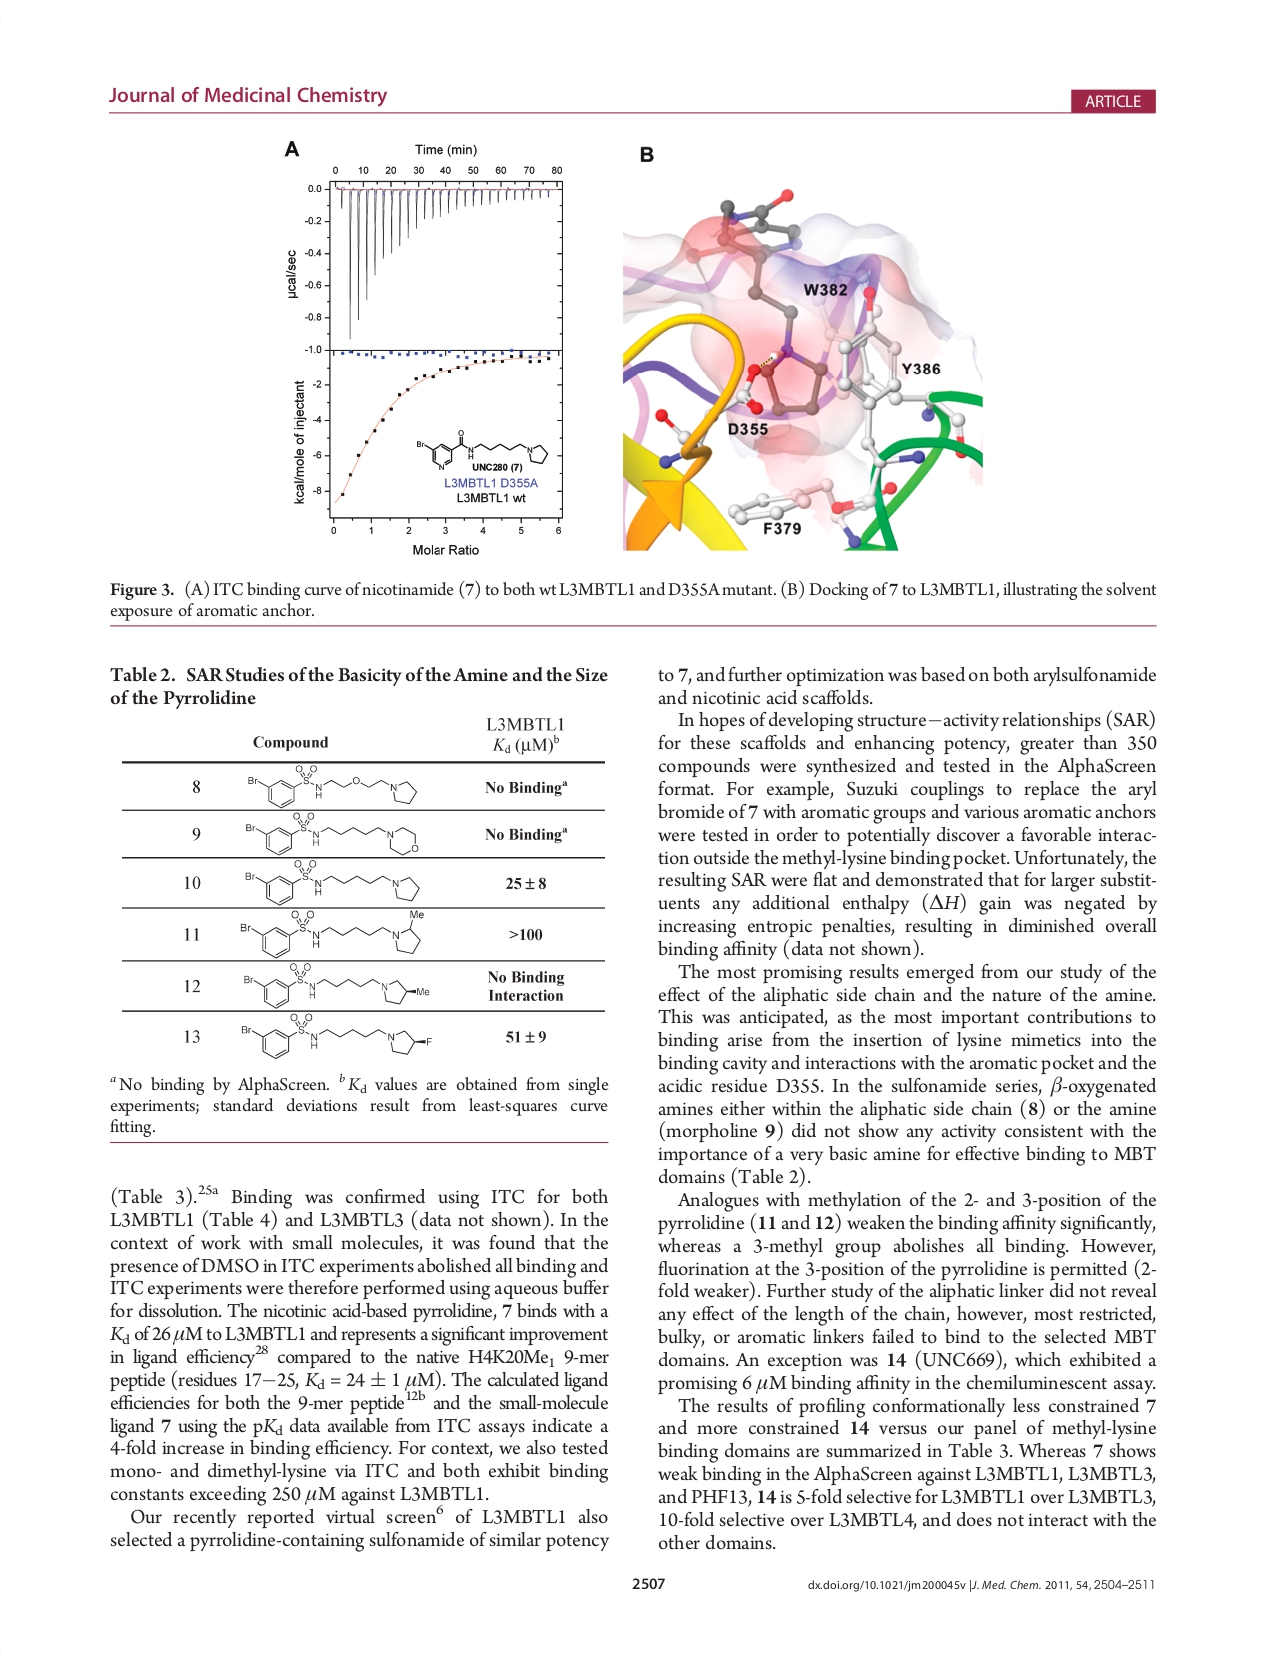 Journal of Medicinal Chemistry
ARTICLE
A
Time (min)
0 10 20 30 40 50 60 70 80
0.0
-0.2
-0.4
-0.6
-0.8
-1.0
µcal/sec
-2
-4
-6
-8
kcal/mole of injectant
Br
O
N
H
N
N
UNC280 (7)
L3MBTL1 D355A
L3MBTL1 wt
0 1 2 3 4 5 6
Molar Ratio
B
W382
Y386
D355
F379
Figure 3. (A) ITC binding curve of nicotinamide (7) to both wt L3MBTL1 and D355A mutant. (B) Docking of 7 to L3MBTL1, illustrating the solvent
exposure of aromatic anchor.
Table 2. SAR Studies of the Basicity of the Amine and the Size
of the Pyrrolidine
L3MBTL1
Compound Kd (μM)b
8 Br O O S N H O N No Bindinga
9 Br O O S N H N O No Bindinga
10 Br O O S N H N 25 ± 8
11 Br O O S N H N Me >100
12 Br O O S N H N Me No Binding
Interaction
13 Br O O S N H N F 51 ± 9
a No binding by AlphaScreen. b Kd values are obtained from single
experiments; standard deviations result from least-squares curve
fitting.
(Table 3).25a Binding was confirmed using ITC for both
L3MBTL1 (Table 4) and L3MBTL3 (data not shown). In the
context of work with small molecules, it was found that the
presence of DMSO in ITC experiments abolished all binding and
ITC experiments were therefore performed using aqueous buffer
for dissolution. The nicotinic acid-based pyrrolidine, 7 binds with a
Kd of 26 μM to L3MBTL1 and represents a significant improvement
in ligand efficiency28 compared to the native H4K20Me1 9-mer
peptide (residues 17−25, Kd = 24 ± 1 μM). The calculated ligand
efficiencies for both the 9-mer peptide12b and the small-molecule
ligand 7 using the pKd data available from ITC assays indicate a
4-fold increase in binding efficiency. For context, we also tested
mono- and dimethyl-lysine via ITC and both exhibit binding
constants exceeding 250 μM against L3MBTL1.
Our recently reported virtual screen6 of L3MBTL1 also
selected a pyrrolidine-containing sulfonamide of similar potency
to 7, and further optimization was based on both arylsulfonamide
and nicotinic acid scaffolds.
In hopes of developing structure−activity relationships (SAR)
for these scaffolds and enhancing potency, greater than 350
compounds were synthesized and tested in the AlphaScreen
format. For example, Suzuki couplings to replace the aryl
bromide of 7 with aromatic groups and various aromatic anchors
were tested in order to potentially discover a favorable interac-
tion outside the methyl-lysine binding pocket. Unfortunately, the
resulting SAR were flat and demonstrated that for larger substit-
uents any additional enthalpy (ΔH) gain was negated by
increasing entropic penalties, resulting in diminished overall
binding affinity (data not shown).
The most promising results emerged from our study of the
effect of the aliphatic side chain and the nature of the amine.
This was anticipated, as the most important contributions to
binding arise from the insertion of lysine mimetics into the
binding cavity and interactions with the aromatic pocket and the
acidic residue D355. In the sulfonamide series, β-oxygenated
amines either within the aliphatic side chain (8) or the amine
(morpholine 9) did not show any activity consistent with the
importance of a very basic amine for effective binding to MBT
domains (Table 2).
Analogues with methylation of the 2- and 3-position of the
pyrrolidine (11 and 12) weaken the binding affinity significantly,
whereas a 3-methyl group abolishes all binding. However,
fluorination at the 3-position of the pyrrolidine is permitted (2-
fold weaker). Further study of the aliphatic linker did not reveal
any effect of the length of the chain, however, most restricted,
bulky, or aromatic linkers failed to bind to the selected MBT
domains. An exception was 14 (UNC669), which exhibited a
promising 6 μM binding affinity in the chemiluminescent assay.
The results of profiling conformationally less constrained 7
and more constrained 14 versus our panel of methyl-lysine
binding domains are summarized in Table 3. Whereas 7 shows
weak binding in the AlphaScreen against L3MBTL1, L3MBTL3,
and PHF13, 14 is 5-fold selective for L3MBTL1 over L3MBTL3,
10-fold selective over L3MBTL4, and does not interact with the
other domains.
2507
dx.doi.org/10.1021/jm200045v |J. Med. Chem. 2011, 54, 2504–2511